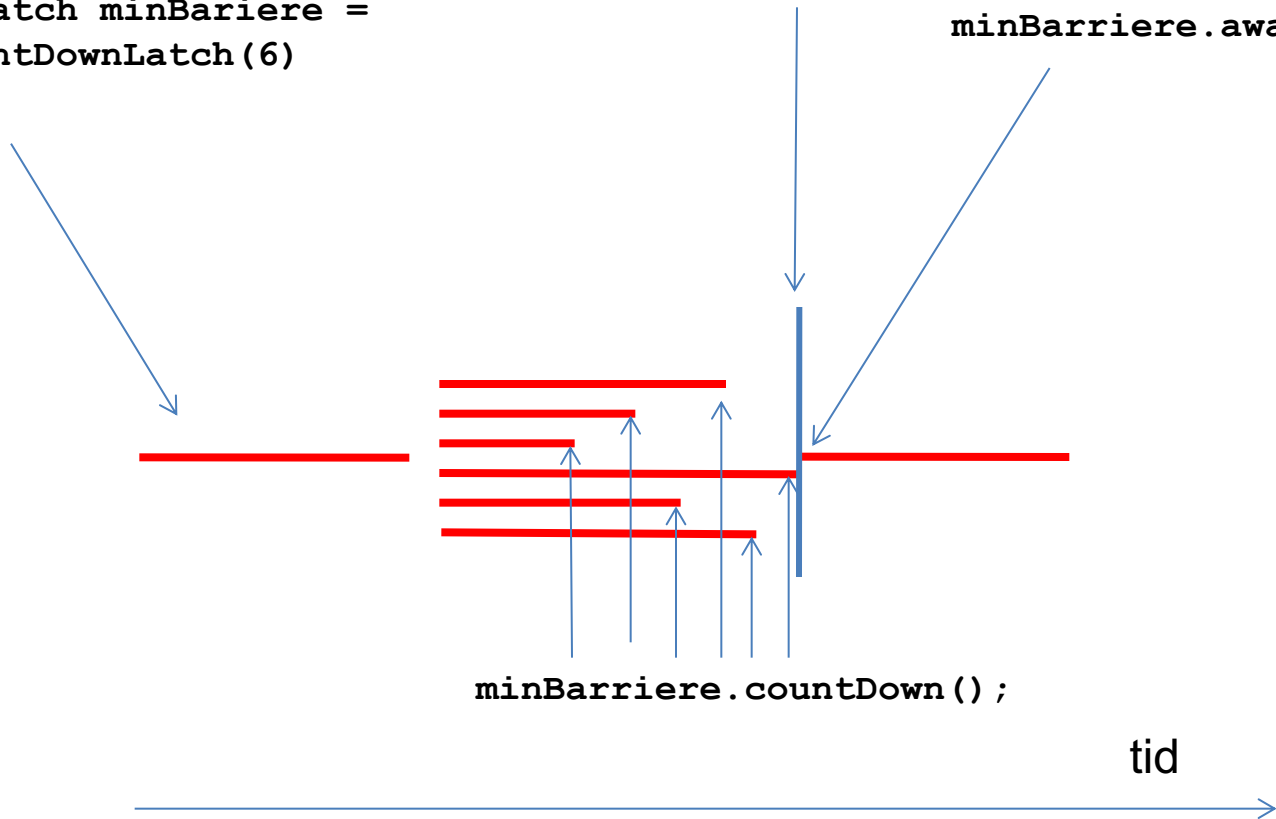 atch minBariere =
ntDownLatch(6)
minBarriere.awa
minBarriere.countDown();
tid